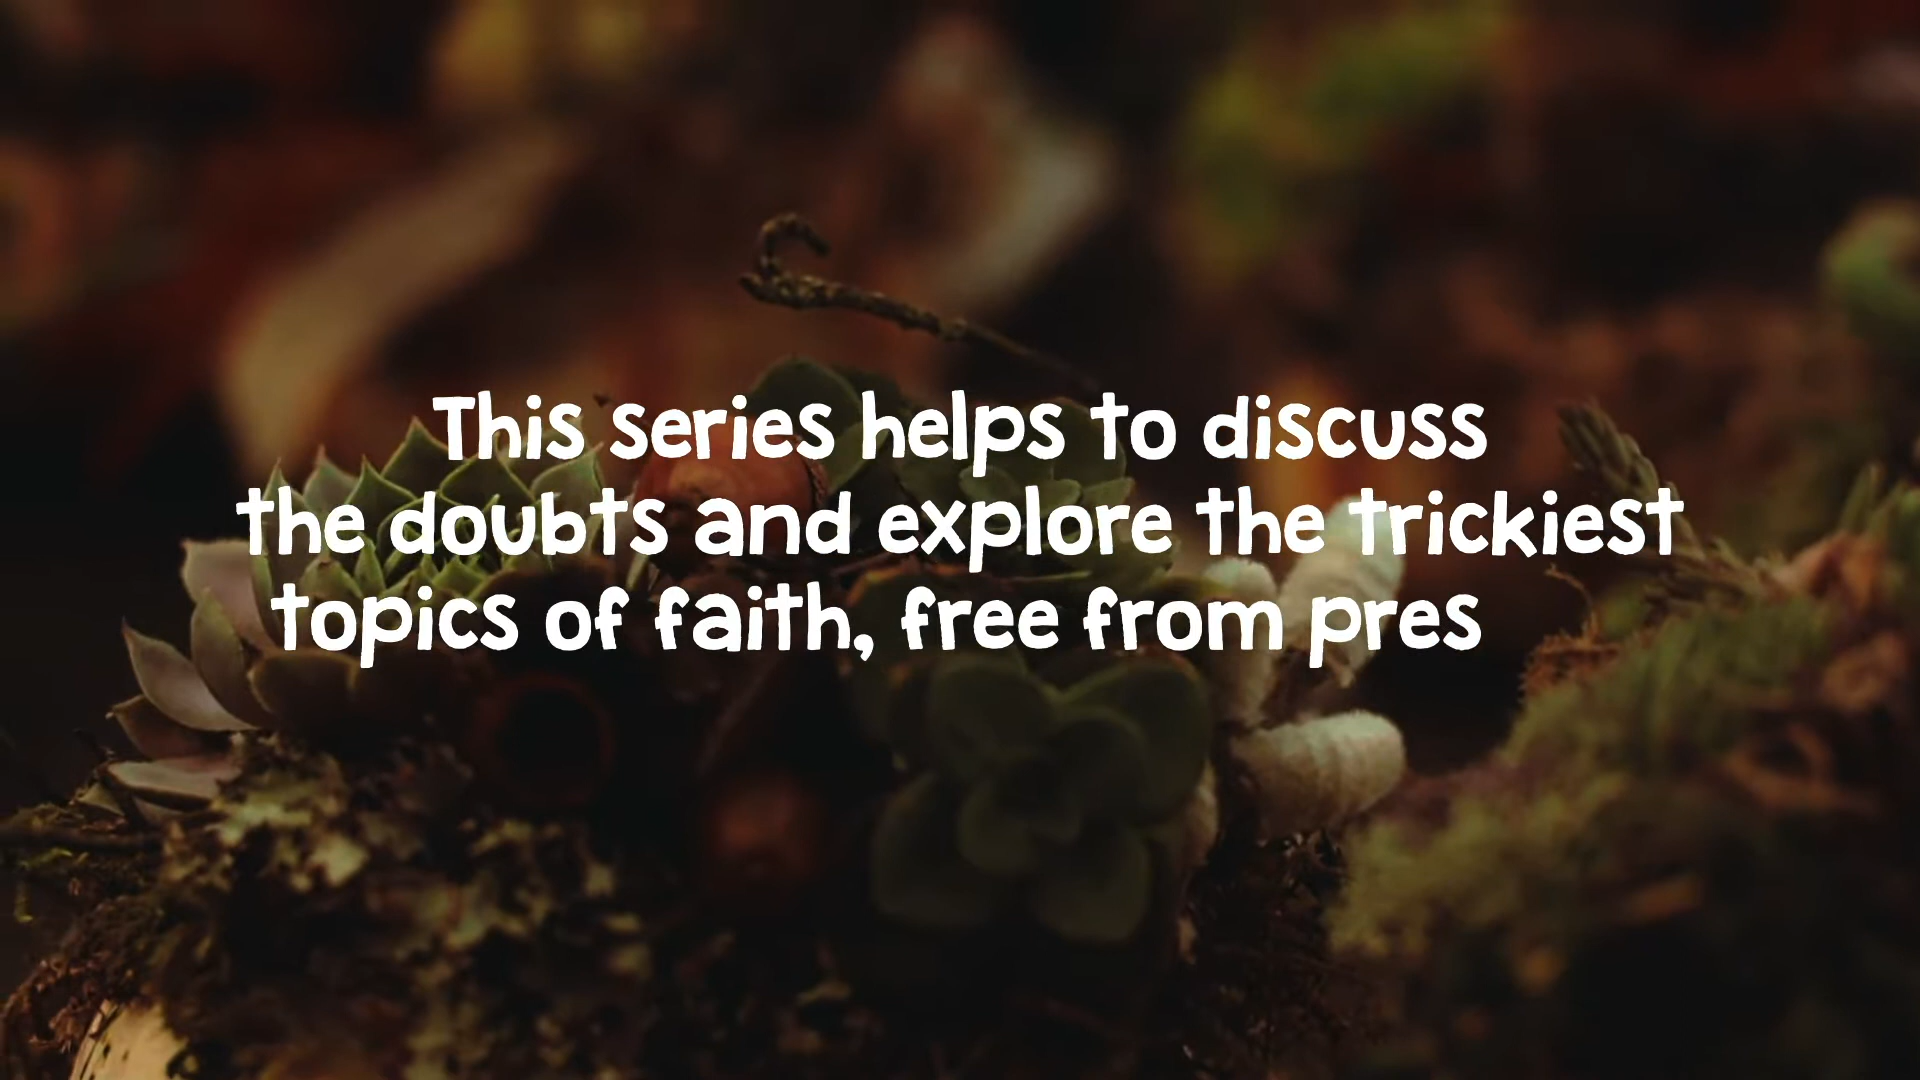 This series helps to discuss
the doubts and explore the trickiest
topics of faith, free from pres